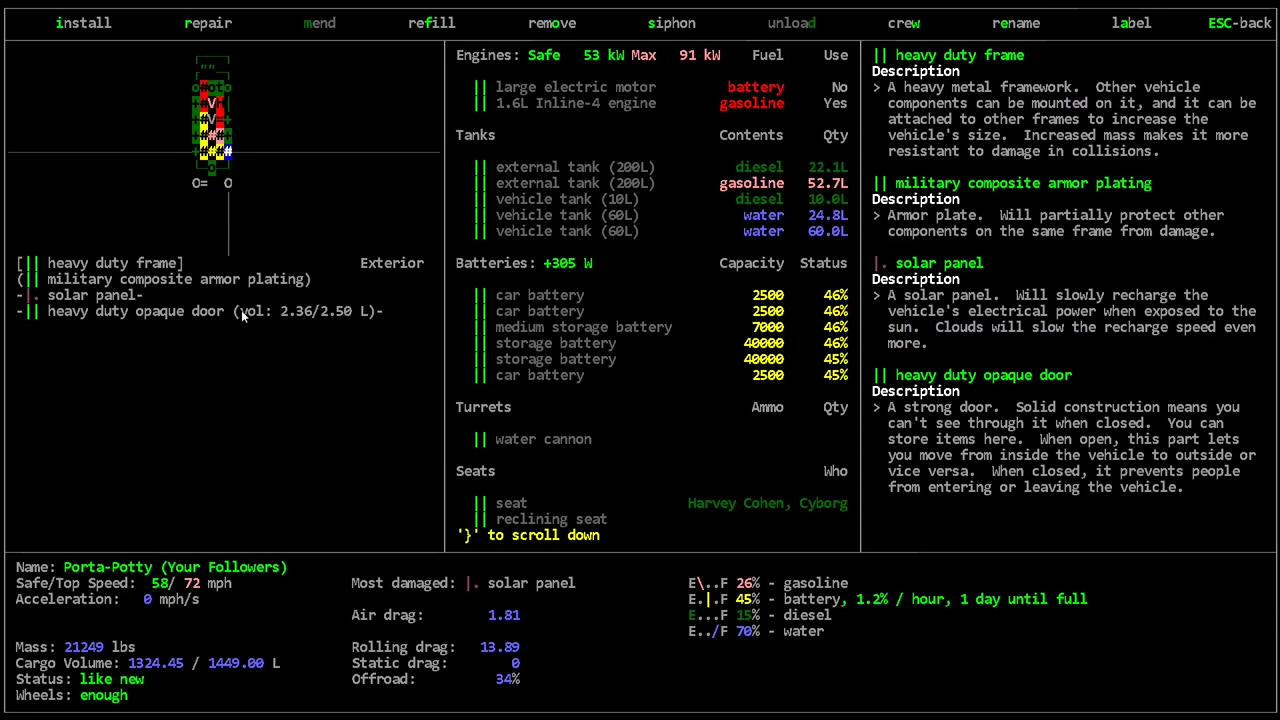 install repair mend refill remove siphon unload crew rename label ESC-back
Engines: Safe 53 kW Max 91 kW Fuel Use
|| large electric motor battery No
|| 1.6L Inline-4 engine gasoline Yes
Tanks Contents Qty
|| external tank (200L) diesel 22.1L
|| external tank (200L) gasoline 52.7L
|| vehicle tank (10L) diesel 10.0L
|| vehicle tank (60L) water 24.8L
|| vehicle tank (60L) water 60.0L
Batteries: +305 W Capacity Status
|| car battery 2500 46%
|| car battery 2500 46%
|| medium storage battery 7000 46%
|| storage battery 40000 46%
|| storage battery 40000 45%
|| car battery 2500 45%
Turrets Ammo Qty
|| water cannon
Seats Who
|| seat Harvey Cohen, Cyborg
|| reclining seat
'}' to scroll down
[|| heavy duty frame] Exterior
(|| military composite armor plating)
-|. solar panel-
-|| heavy duty opaque door (vol: 2.36/2.50 L)-
|| heavy duty frame
Description
> A heavy metal framework. Other vehicle
components can be mounted on it, and it can be
attached to other frames to increase the
vehicle's size. Increased mass makes it more
resistant to damage in collisions.
|| military composite armor plating
Description
> Armor plate. Will partially protect other
components on the same frame from damage.
|. solar panel
Description
> A solar panel. Will slowly recharge the
vehicle's electrical power when exposed to the
sun. Clouds will slow the recharge speed even
more.
|| heavy duty opaque door
Description
> A strong door. Solid construction means you
can't see through it when closed. You can
store items here. When open, this part lets
you move from inside the vehicle to outside or
vice versa. When closed, it prevents people
from entering or leaving the vehicle.
Name: Porta-Potty (Your Followers)
Safe/Top Speed: 58/ 72 mph
Acceleration: 0 mph/s
Mass: 21249 lbs
Cargo Volume: 1324.45 / 1449.00 L
Status: like new
Wheels: enough
Most damaged: |. solar panel
Air drag: 1.81
Rolling drag: 13.89
Static drag: 0
Offroad: 34%
E\..F 26% - gasoline
E.|.F 45% - battery, 1.2% / hour, 1 day until full
E...F 15% - diesel
E../F 70% - water